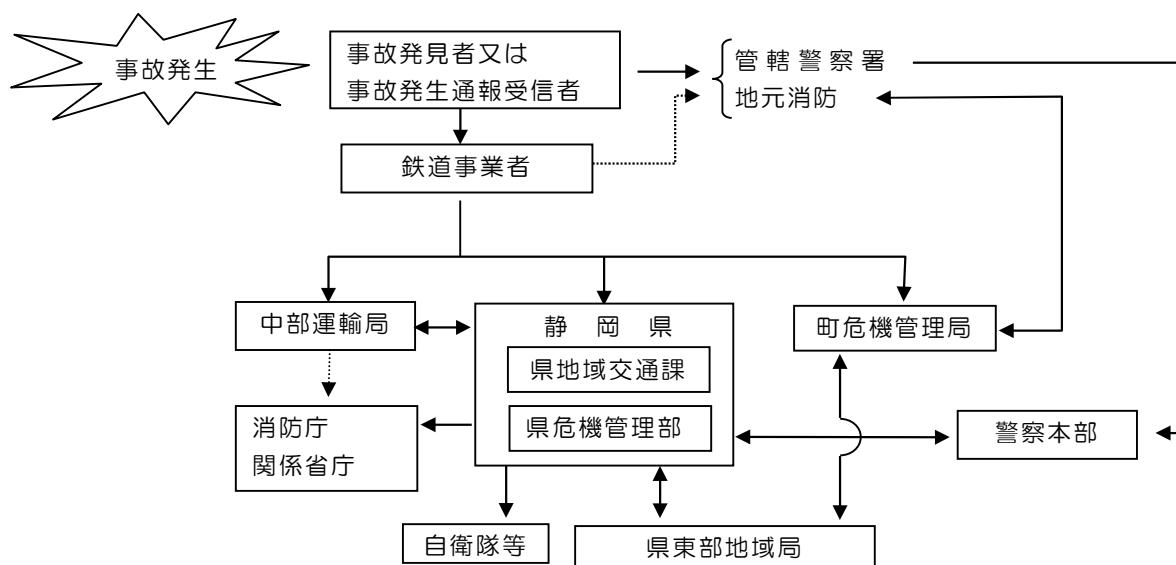 事故発生
事故発見者又は
事故発生通報受信者
管轄警察署
地元消防
鉄道事業者
中部運輸局
静岡県
県地域交通課
県危機管理部
町危機管理局
消防庁
関係省庁
警察本部
自衛隊等
県東部地域局